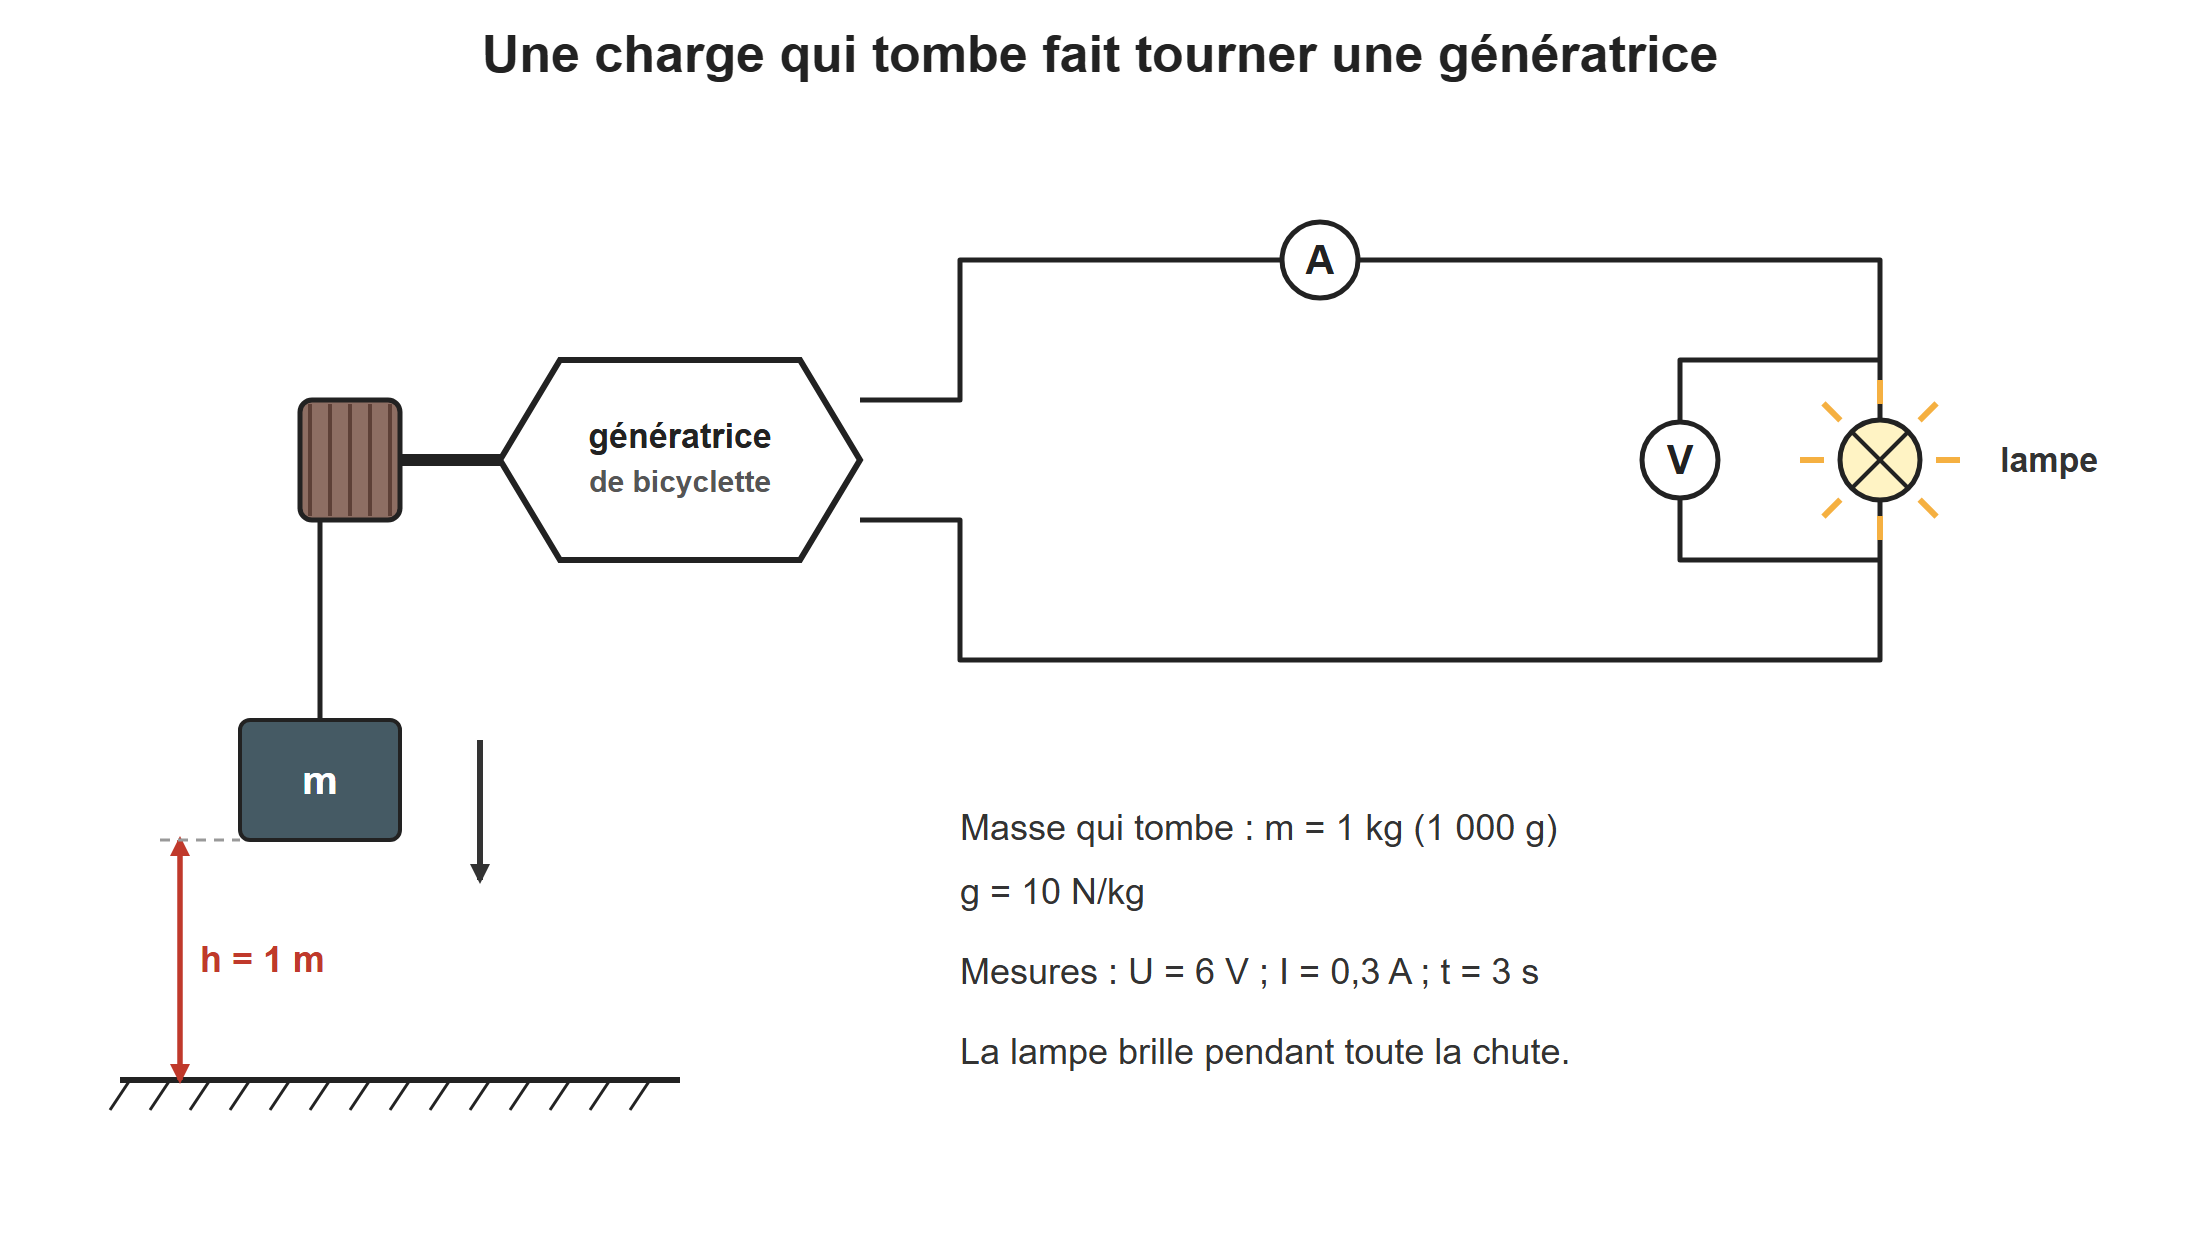 Une charge qui tombe fait tourner une génératrice
A
génératrice
de bicyclette
V
lampe
m
Masse qui tombe : m = 1 kg (1 000 g)
g = 10 N/kg
h = 1 m
Mesures : U = 6 V ; I = 0,3 A ; t = 3 s
La lampe brille pendant toute la chute.